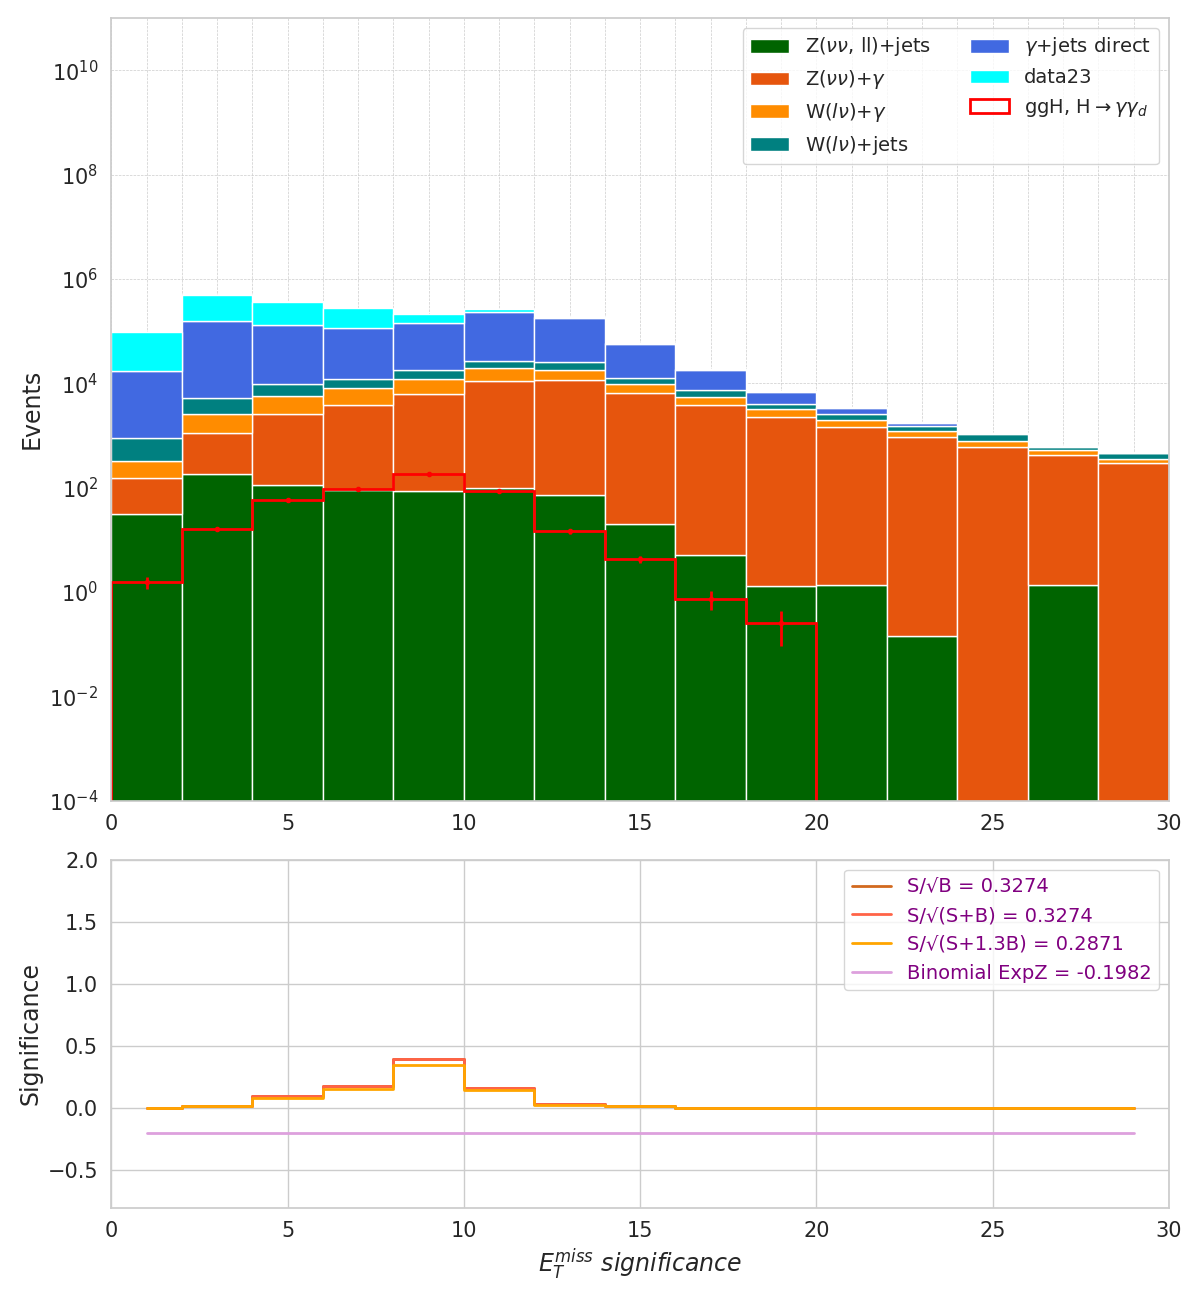 Z(νν, ll)+jets
Z(νν)+γ
W(lν)+γ
W(lν)+jets
γ+jets direct
data23
ggH, H→γγ_d
Events
10^10
10^8
10^6
10^4
10^2
10^0
10^−2
10^−4
0 5 10 15 20 25 30
S/√B = 0.3274
S/√(S+B) = 0.3274
S/√(S+1.3B) = 0.2871
Binomial ExpZ = -0.1982
Significance
2.0
1.5
1.0
0.5
0.0
−0.5
0 5 10 15 20 25 30
E_T^miss significance